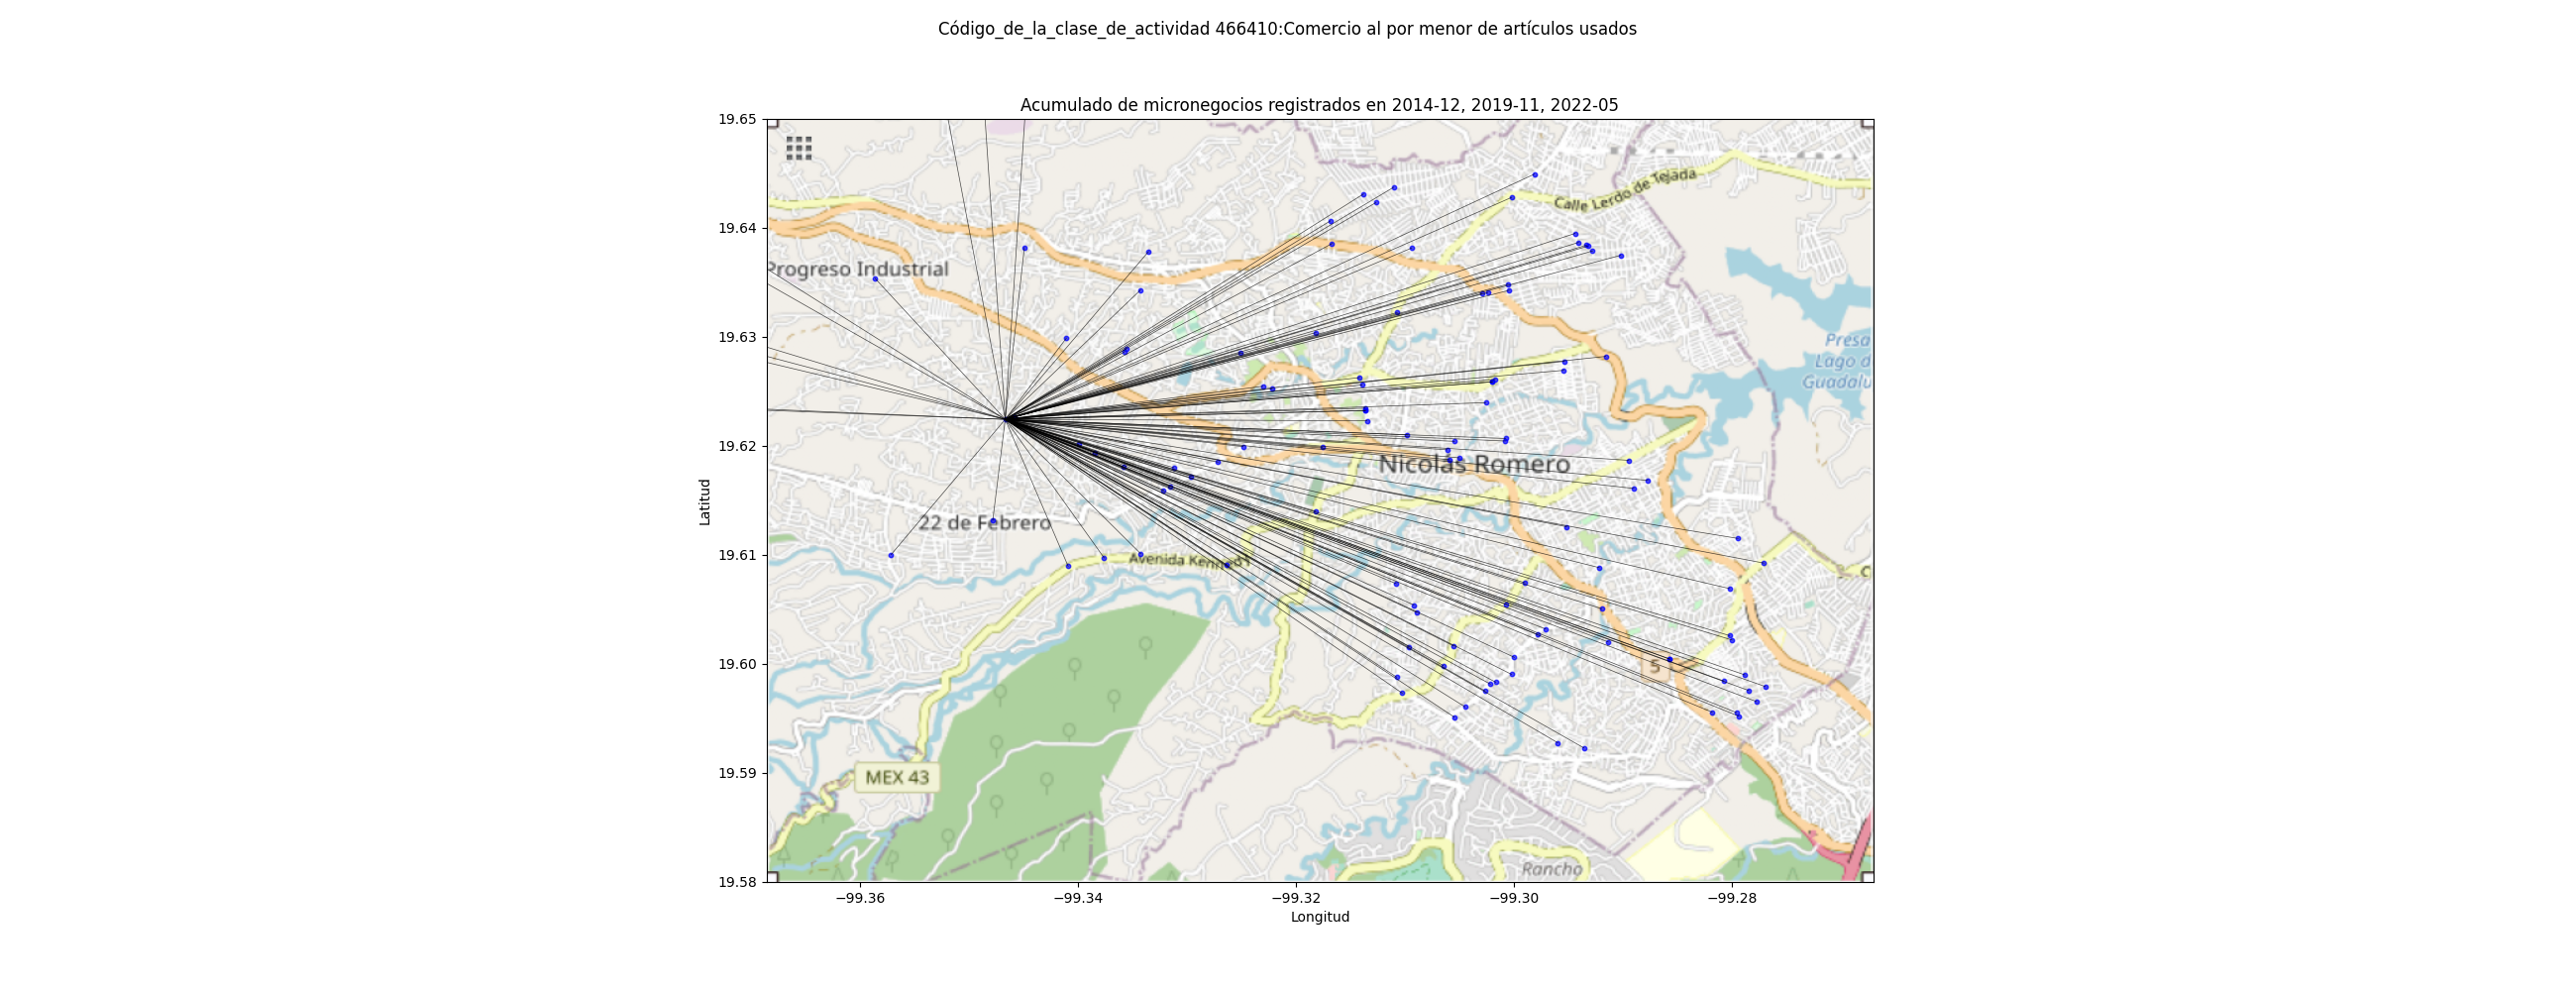 Código_de_la_clase_de_actividad 466410:Comercio al por menor de artículos usados
Acumulado de micronegocios registrados en 2014-12, 2019-11, 2022-05
19.65
19.64
19.63
19.62
19.61
19.60
19.59
19.58
Latitud
Calle Lerdo de Tejada
Progreso Industrial
Presa
Lago d
Guadalu
Nicolás Romero
22 de Febrero
Avenida Kennedy
C
5
MEX 43
Rancho
−99.36
−99.34
−99.32
−99.30
−99.28
Longitud